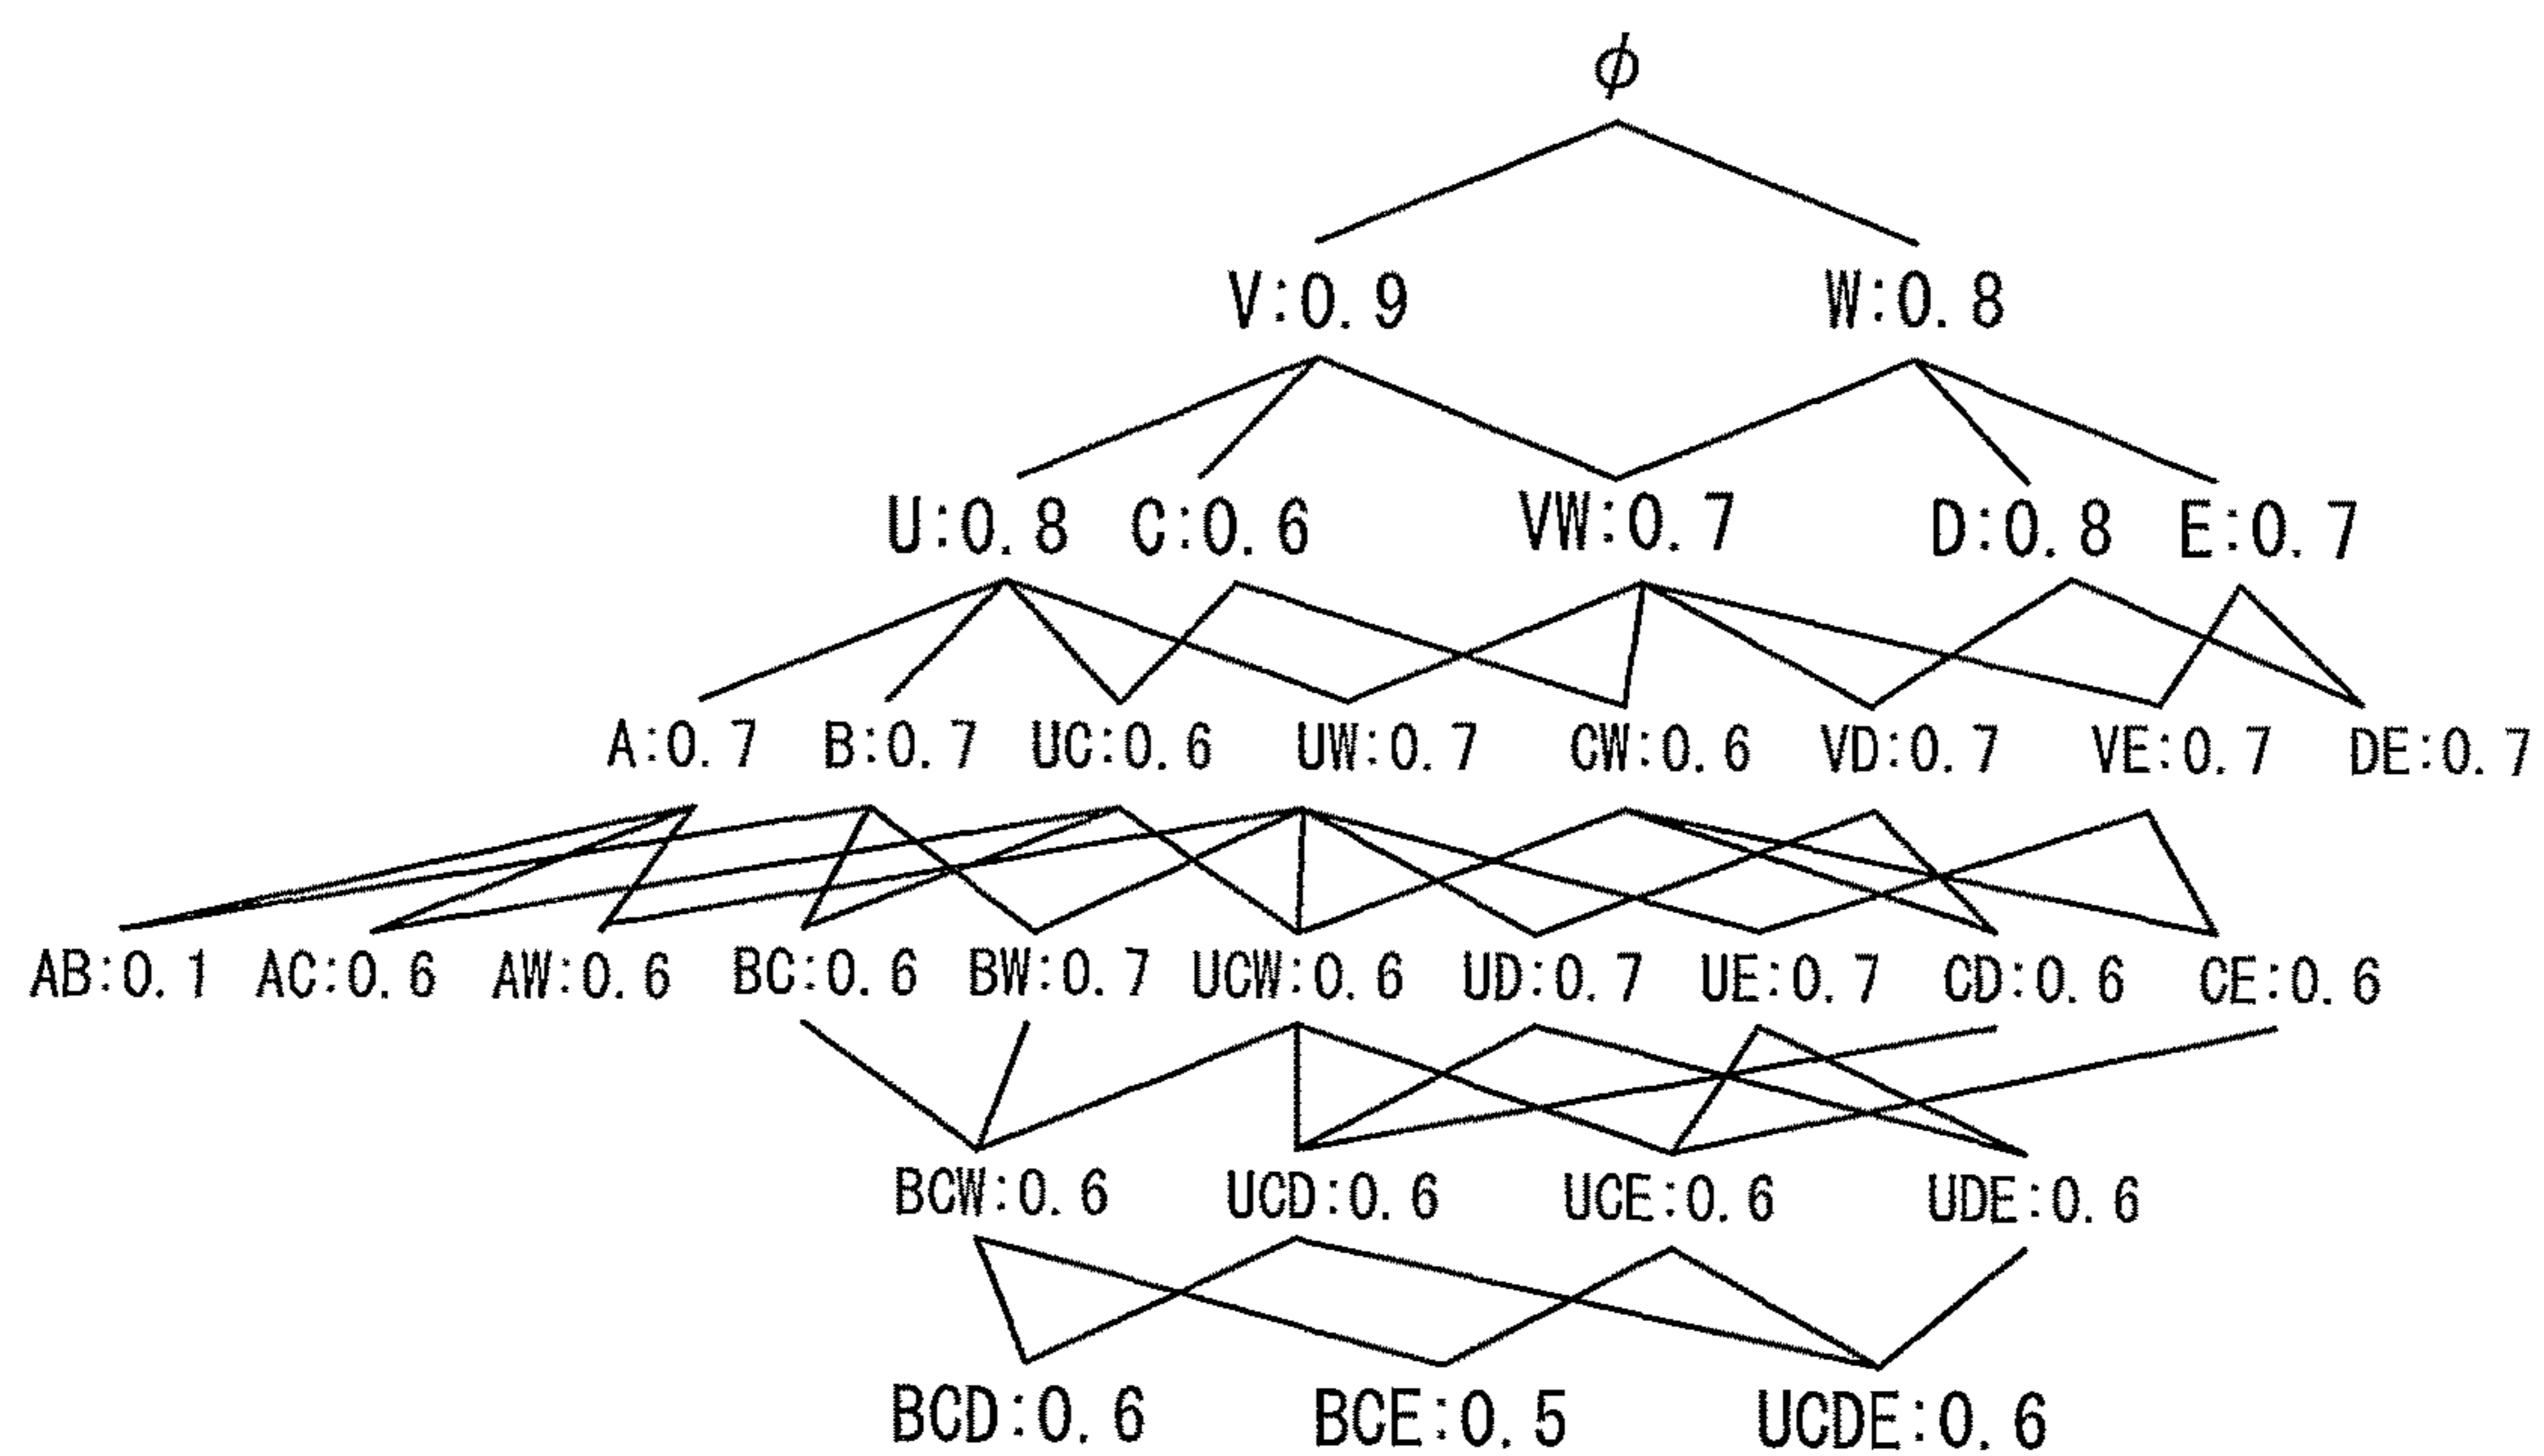 φ
V:0.9 W:0.8
U:0.8 C:0.6 VW:0.7 D:0.8 E:0.7
A:0.7 B:0.7 UC:0.6 UW:0.7 CW:0.6 VD:0.7 VE:0.7 DE:0.7
AB:0.1 AC:0.6 AW:0.6 BC:0.6 BW:0.7 UCW:0.6 UD:0.7 UE:0.7 CD:0.6 CE:0.6
BCW:0.6 UCD:0.6 UCE:0.6 UDE:0.6
BCD:0.6 BCE:0.5 UCDE:0.6